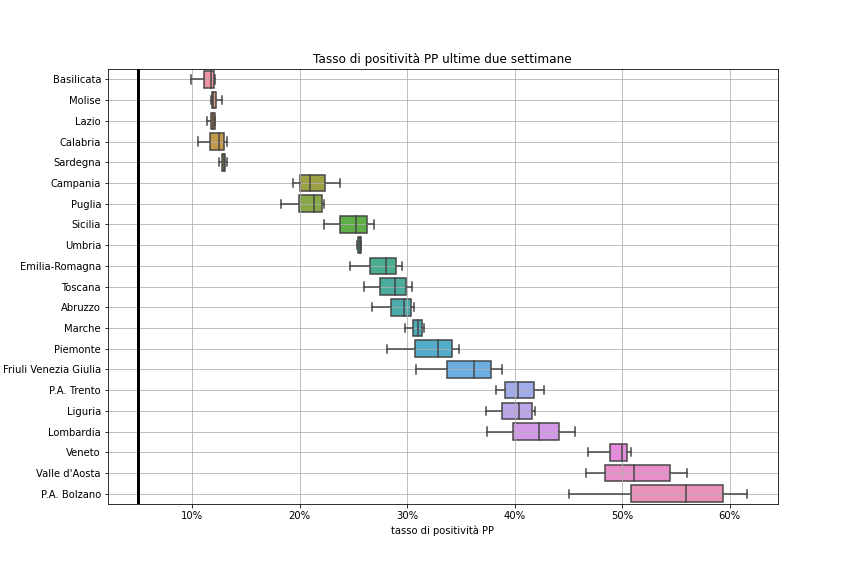 Tasso di positività PP ultime due settimane
Basilicata
Molise
Lazio
Calabria
Sardegna
Campania
Puglia
Sicilia
Umbria
Emilia-Romagna
Toscana
Abruzzo
Marche
Piemonte
Friuli Venezia Giulia
P.A. Trento
Liguria
Lombardia
Veneto
Valle d'Aosta
P.A. Bolzano
10% 20% 30% 40% 50% 60%
tasso di positività PP